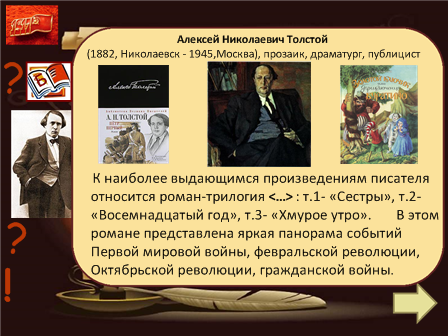 Алексей Николаевич Толстой
(1882, Николаевск - 1945,Москва), прозаик, драматург, публицист
А. Н. ТОЛСТОЙ
К наиболее выдающимся произведениям писателя
относится роман-трилогия <...> : т.1- «Сестры», т.2-
«Восемнадцатый год», т.3- «Хмурое утро». В этом
романе представлена яркая панорама событий
Первой мировой войны, февральской революции,
Октябрьской революции, гражданской войны.
?
В
?
!